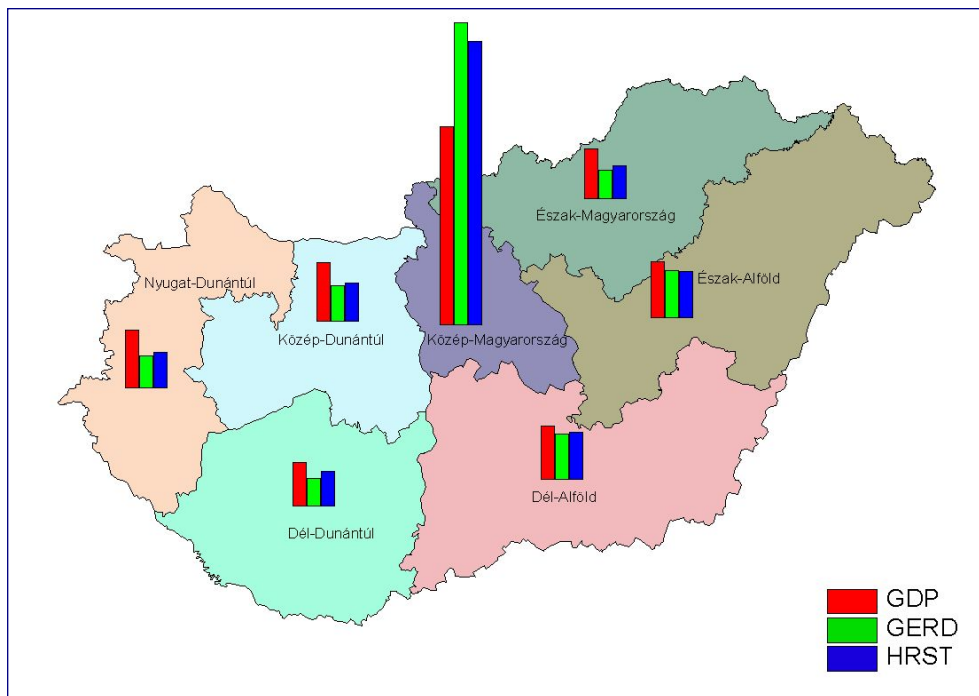 Észak-Magyarország
Nyugat-Dunántúl
Észak-Alföld
Közép-Dunántúl
Közép-Magyarország
Dél-Alföld
Dél-Dunántúl
GDP
GERD
HRST